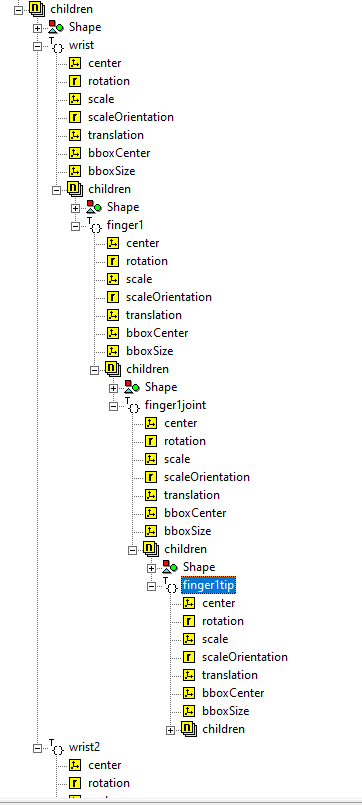 children
Shape
wrist
center
rotation
scale
scaleOrientation
translation
bboxCenter
bboxSize
children
Shape
finger1
center
rotation
scale
scaleOrientation
translation
bboxCenter
bboxSize
children
Shape
finger1joint
center
rotation
scale
scaleOrientation
translation
bboxCenter
bboxSize
children
Shape
finger1tip
center
rotation
scale
scaleOrientation
translation
bboxCenter
bboxSize
children
wrist2
center
rotation